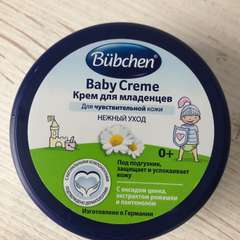 Bübchen
Baby Creme
Крем для младенцев
Для чувствительной кожи
НЕЖНЫЙ УХОД
0+
Под подгузник,
защищает и успокаивает
кожу
С оксидом цинка,
экстрактом ромашки
и пантенолом
Изготовлено в Германии